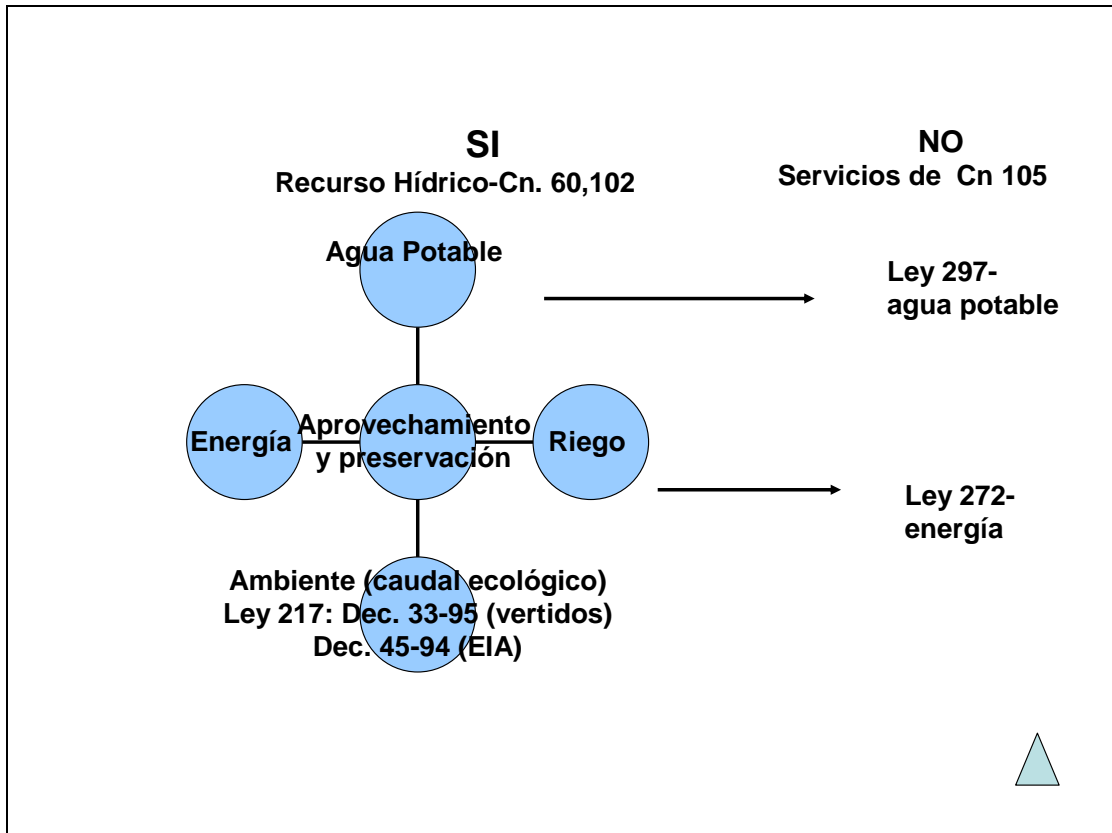 SI
Recurso Hídrico-Cn. 60,102
NO
Servicios de Cn 105
Agua Potable
Ley 297-
agua potable
Energía
Aprovechamiento
y preservación
Riego
Ley 272-
energía
Ambiente (caudal ecológico)
Ley 217: Dec. 33-95 (vertidos)
Dec. 45-94 (EIA)